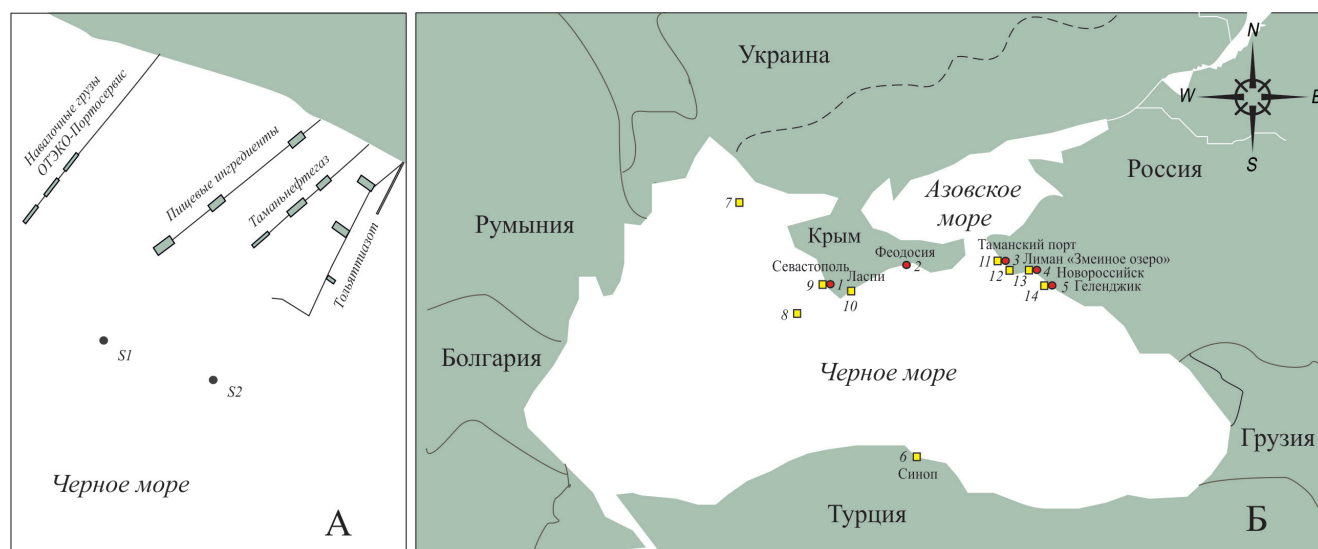 Навалочные грузы
ОТЭКО-Портосервис
Пищевые ингредиенты
Таманьнефтегаз
Тольяттиазот
S1
S2
Черное море
А
Украина
N
W
E
S
Россия
Азовское
море
7
Румыния
Крым
Феодосия
2
Таманский порт
11
3
Лиман «Змеиное озеро»
12
13
4
Новороссийск
14
5
Геленджик
Севастополь
9
1
Ласпи
10
8
Болгария
Черное море
Грузия
6
Синоп
Турция
Б